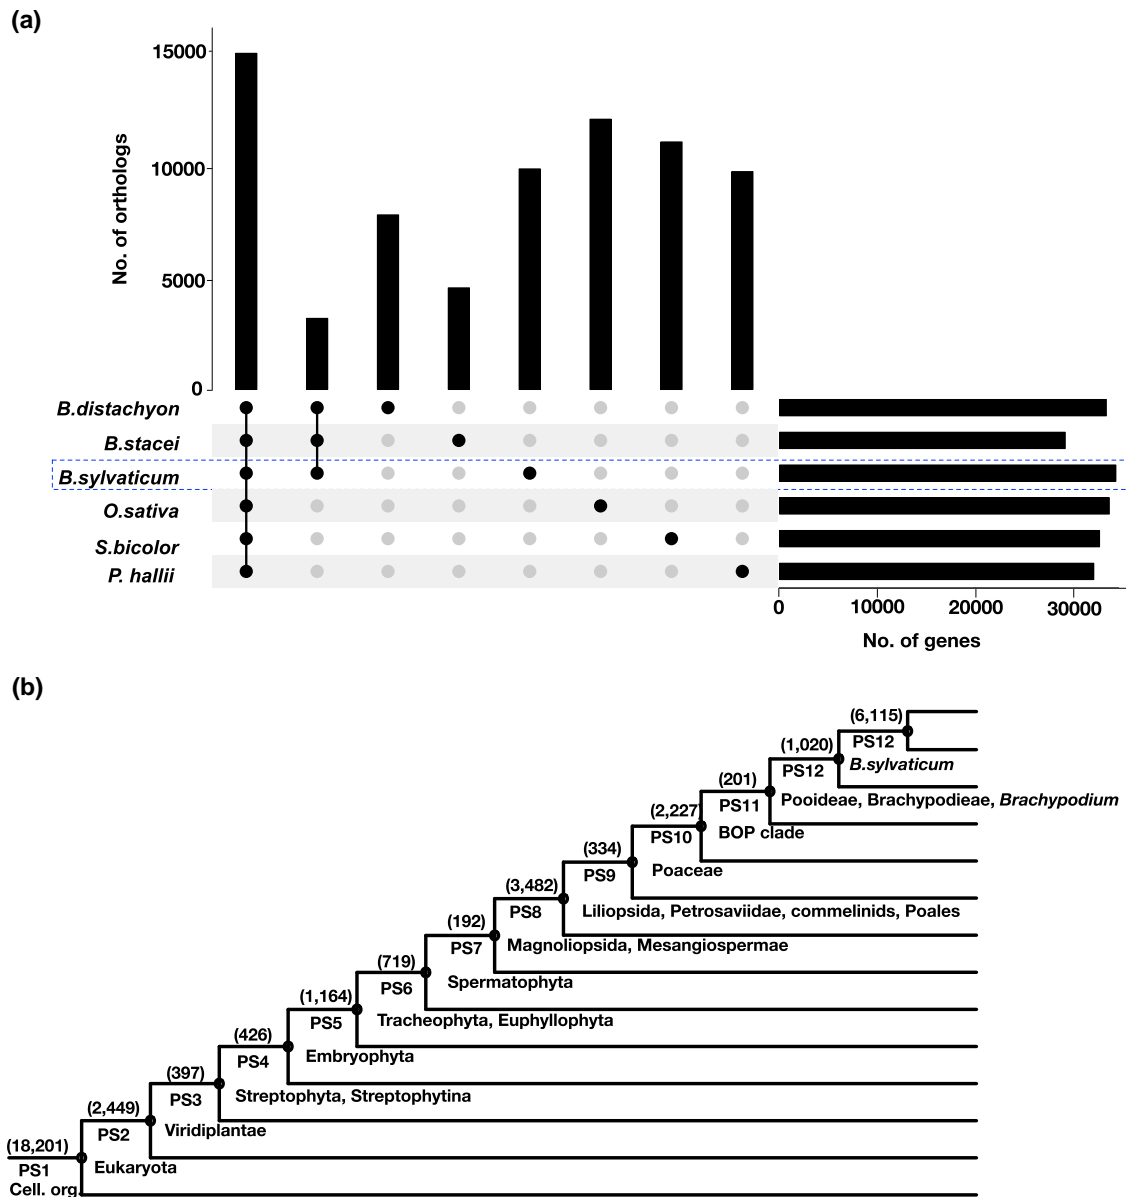 (a)
15000
10000
5000
0
No. of orthologs
B.distachyon
B.stacei
B.sylvaticum
O.sativa
S.bicolor
P. hallii
0 10000 20000 30000
No. of genes
(b)
(6,115)
PS12
B.sylvaticum
(1,020)
PS12
Pooideae, Brachypodieae, Brachypodium
(201)
PS11
BOP clade
(2,227)
PS10
Poaceae
(334)
PS9
Liliopsida, Petrosaviidae, commelinids, Poales
(3,482)
PS8
Magnoliopsida, Mesangiospermae
(192)
PS7
Spermatophyta
(719)
PS6
Tracheophyta, Euphyllophyta
(1,164)
PS5
Embryophyta
(426)
PS4
Streptophyta, Streptophytina
(397)
PS3
Viridiplantae
(2,449)
PS2
Eukaryota
(18,201)
PS1
Cell. org.